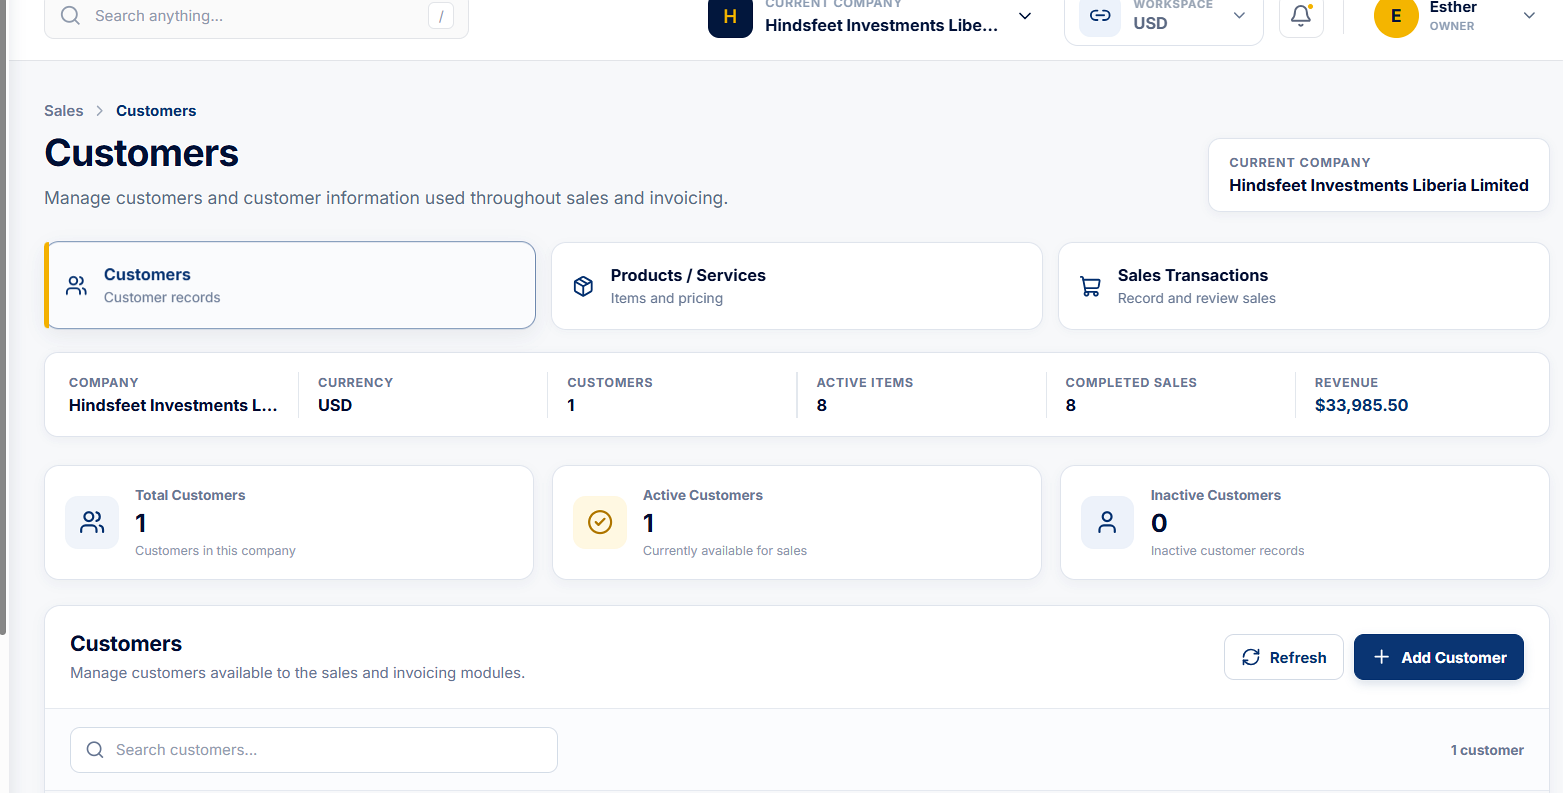 Search anything...
/
H
CURRENT COMPANY
Hindsfeet Investments Libe...
WORKSPACE
USD
E
Esther
OWNER
Sales > Customers
Customers
Manage customers and customer information used throughout sales and invoicing.
CURRENT COMPANY
Hindsfeet Investments Liberia Limited
Customers
Customer records
Products / Services
Items and pricing
Sales Transactions
Record and review sales
COMPANY
Hindsfeet Investments L...
CURRENCY
USD
CUSTOMERS
1
ACTIVE ITEMS
8
COMPLETED SALES
8
REVENUE
$33,985.50
Total Customers
1
Customers in this company
Active Customers
1
Currently available for sales
Inactive Customers
0
Inactive customer records
Customers
Manage customers available to the sales and invoicing modules.
Refresh
+ Add Customer
Search customers...
1 customer